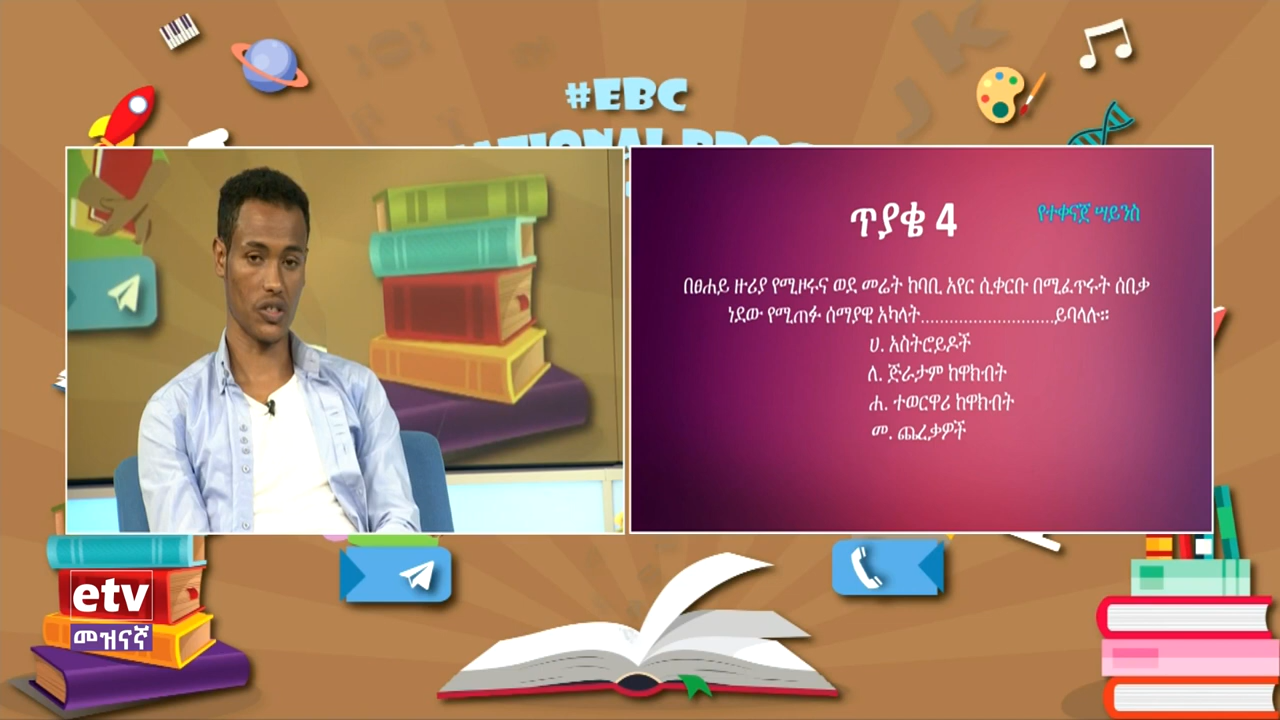 #EBC
ጥያቄ 4
የተቀናጀ ሣይንስ
በፀሐይ ዙሪያ የሚዞሩና ወደ መሬት ከባቢ አየር ሲቀርቡ በሚፈጥሩት ሰበቃ
ነደው የሚጠፉ ሰማያዊ አካላት...........................ይባላሉ።
ሀ. አስትሮይዶች
ለ. ጅራታም ከዋክብት
ሐ. ተወርዋሪ ከዋክብት
መ. ጨረቃዎች
etv
መዝናኛ